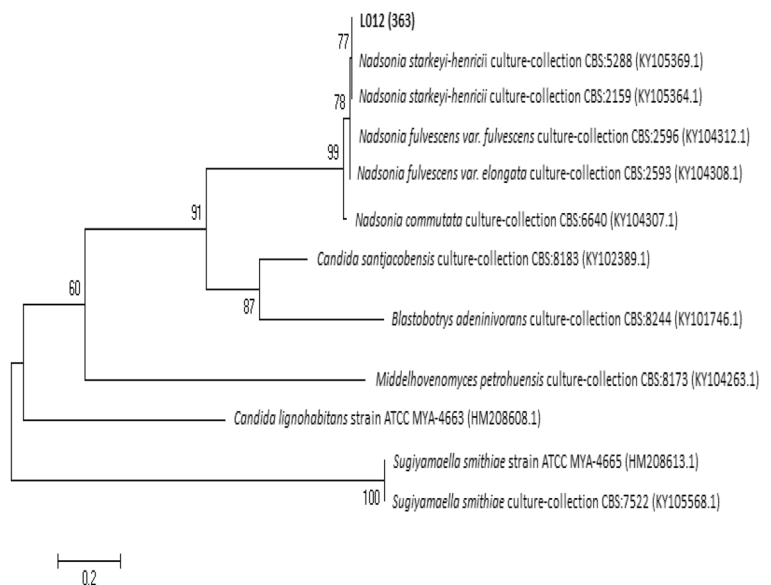 L012 (363)
77
Nadsonia starkeyi-henricii culture-collection CBS:5288 (KY105369.1)
Nadsonia starkeyi-henricii culture-collection CBS:2159 (KY105364.1)
78
Nadsonia fulvescens var. fulvescens culture-collection CBS:2596 (KY104312.1)
99
Nadsonia fulvescens var. elongata culture-collection CBS:2593 (KY104308.1)
91
Nadsonia commutata culture-collection CBS:6640 (KY104307.1)
Candida santjacobensis culture-collection CBS:8183 (KY102389.1)
60
87
Blastobotrys adeninivorans culture-collection CBS:8244 (KY101746.1)
Middelhovenomyces petrohuensis culture-collection CBS:8173 (KY104263.1)
Candida lignohabitans strain ATCC MYA-4663 (HM208608.1)
Sugiyamaella smithiae strain ATCC MYA-4665 (HM208613.1)
100
Sugiyamaella smithiae culture-collection CBS:7522 (KY105568.1)
0.2